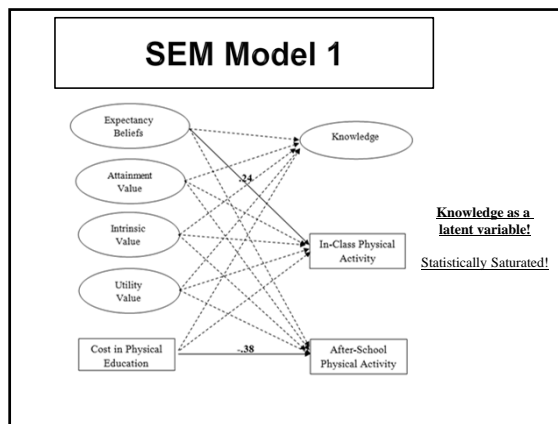 SEM Model 1
Expectancy
Beliefs
Knowledge
Attainment
Value
.24
Intrinsic
Value
In-Class Physical
Activity
Knowledge as a
latent variable!
Statistically Saturated!
Utility
Value
Cost in Physical
Education
-.38
After-School
Physical Activity